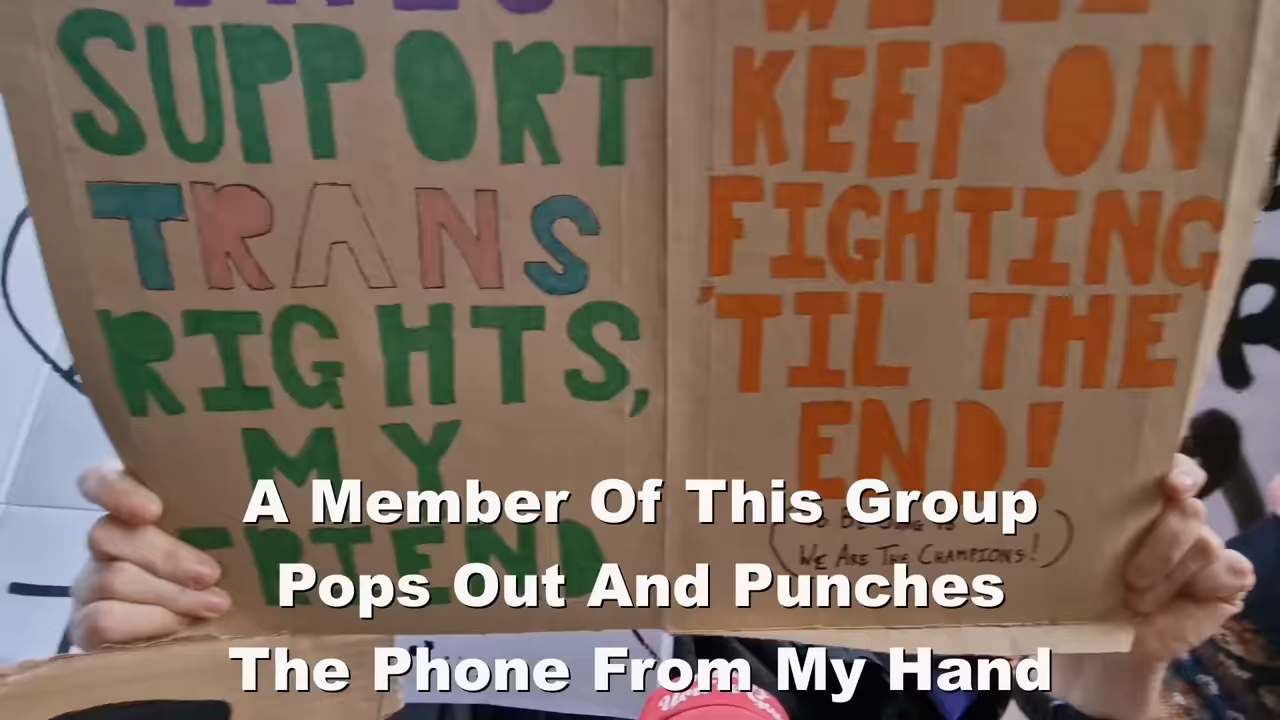 SUPPORT
TRANS
RIGHTS,
MY
FRIEND
KEEP ON
FIGHTING
'TIL THE
END!
WE ARE THE CHAMPIONS!)
A Member Of This Group
Pops Out And Punches
The Phone From My Hand